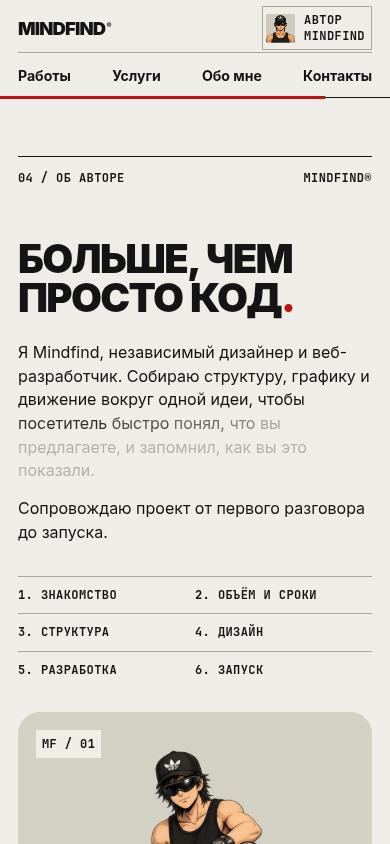 MINDFIND®
АВТОР
MINDFIND
Работы Услуги Обо мне Контакты
04 / ОБ АВТОРЕ MINDFIND®
БОЛЬШЕ, ЧЕМ
ПРОСТО КОД.
Я Mindfind, независимый дизайнер и веб-
разработчик. Собираю структуру, графику и
движение вокруг одной идеи, чтобы
посетитель быстро понял, что вы
предлагаете, и запомнил, как вы это
показали.
Сопровождаю проект от первого разговора
до запуска.
1. ЗНАКОМСТВО 2. ОБЪЁМ И СРОКИ
3. СТРУКТУРА 4. ДИЗАЙН
5. РАЗРАБОТКА 6. ЗАПУСК
MF / 01